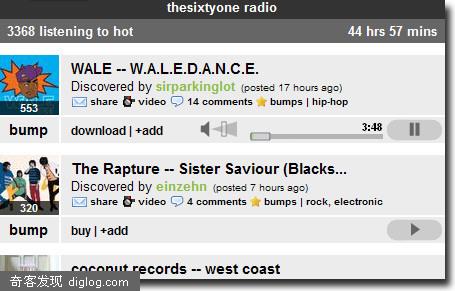 thesixtyone radio
3368 listening to hot 44 hrs 57 mins
WALE -- W.A.L.E.D.A.N.C.E.
Discovered by sirparkinglot (posted 17 hours ago)
share video 14 comments bumps | hip-hop
553
bump download | +add 3:48
The Rapture -- Sister Saviour (Blacks...
Discovered by einzehn (posted 7 hours ago)
share video 4 comments bumps | rock, electronic
320
bump buy | +add
coconut records -- west coast
奇客发现 diglog.com